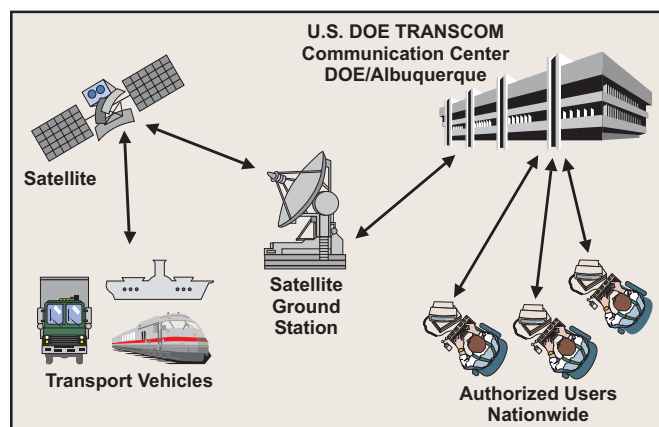 U.S. DOE TRANSCOM
Communication Center
DOE/Albuquerque
Satellite
Satellite
Ground
Station
Transport Vehicles
Authorized Users
Nationwide